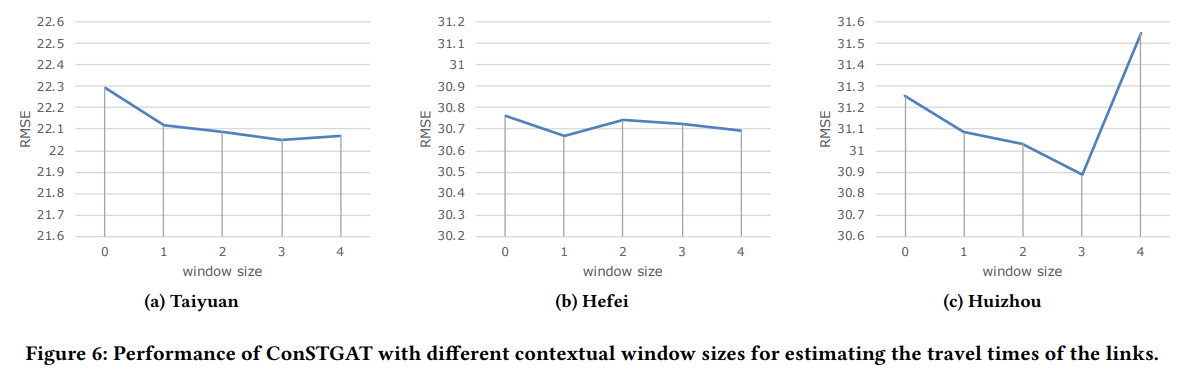 22.6
22.5
22.4
22.3
22.2
22.1
22
21.9
21.8
21.7
21.6
RMSE
0 1 2 3 4
window size
(a) Taiyuan
31.2
31.1
31
30.9
30.8
30.7
30.6
30.5
30.4
30.3
30.2
RMSE
0 1 2 3 4
window size
(b) Hefei
31.6
31.5
31.4
31.3
31.2
31.1
31
30.9
30.8
30.7
30.6
RMSE
0 1 2 3 4
window size
(c) Huizhou
Figure 6: Performance of ConSTGAT with different contextual window sizes for estimating the travel times of the links.